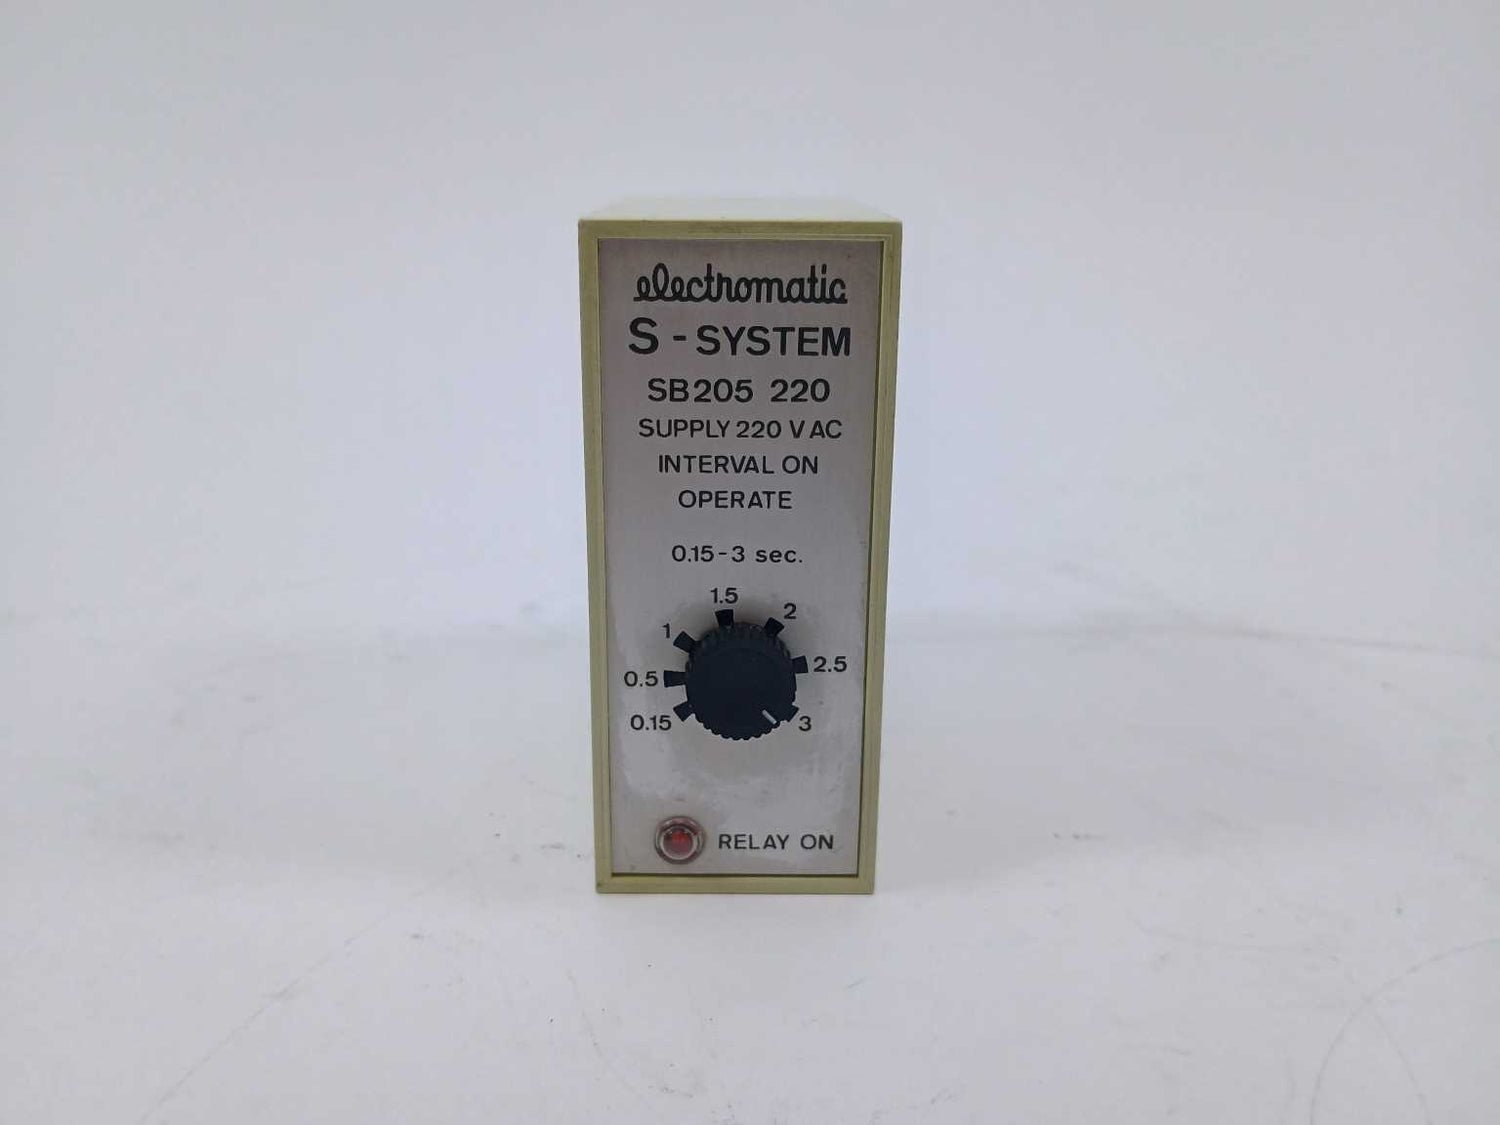 electromatic
S - SYSTEM
SB205 220
SUPPLY 220 V AC
INTERVAL ON
OPERATE
0.15-3 sec.
1.5
1 2
0.5 2.5
0.15 3
RELAY ON